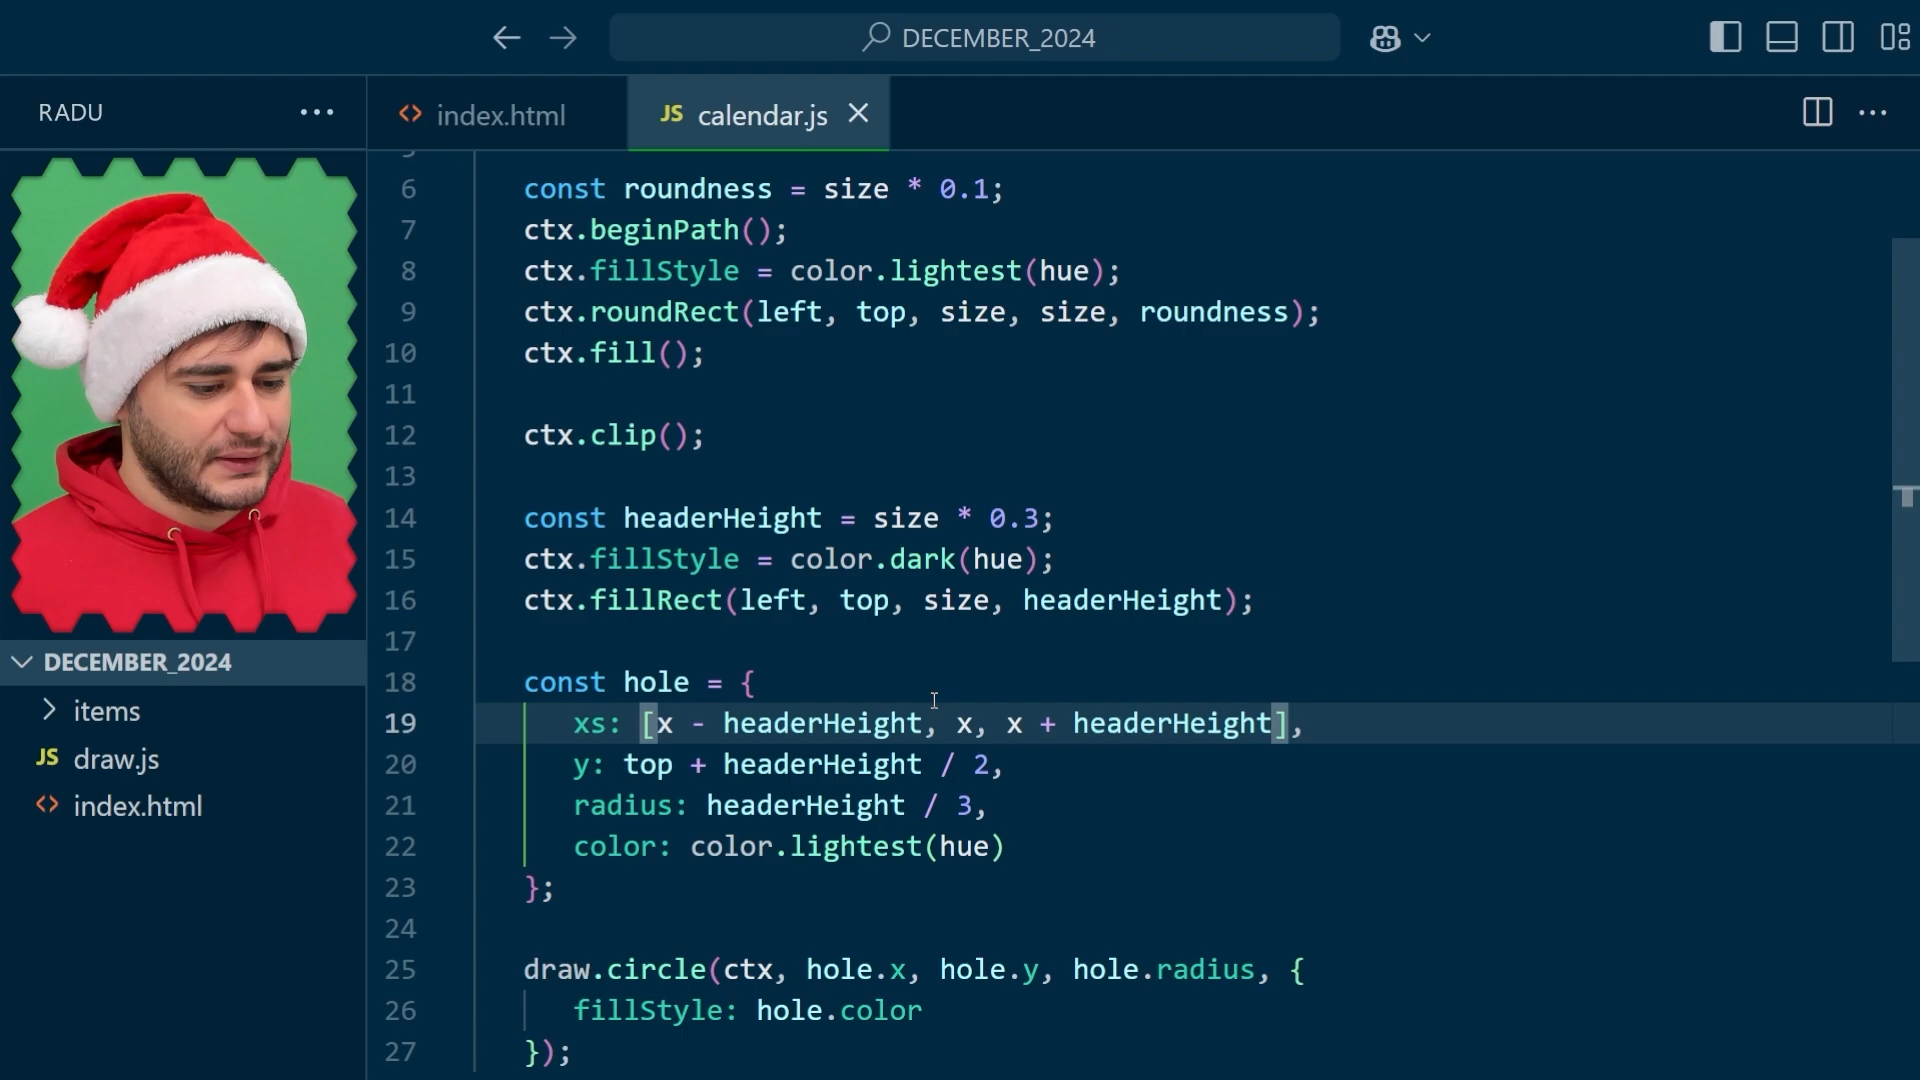 DECEMBER_2024
RADU
index.html
JS calendar.js
6 const roundness = size * 0.1;
7 ctx.beginPath();
8 ctx.fillStyle = color.lightest(hue);
9 ctx.roundRect(left, top, size, size, roundness);
10 ctx.fill();
11
12 ctx.clip();
13
14 const headerHeight = size * 0.3;
15 ctx.fillStyle = color.dark(hue);
16 ctx.fillRect(left, top, size, headerHeight);
17
18 const hole = {
19 xs: [x - headerHeight, x, x + headerHeight],
20 y: top + headerHeight / 2,
21 radius: headerHeight / 3,
22 color: color.lightest(hue)
23 };
24
25 draw.circle(ctx, hole.x, hole.y, hole.radius, {
26 fillStyle: hole.color
27 });
DECEMBER_2024
items
JS draw.js
index.html